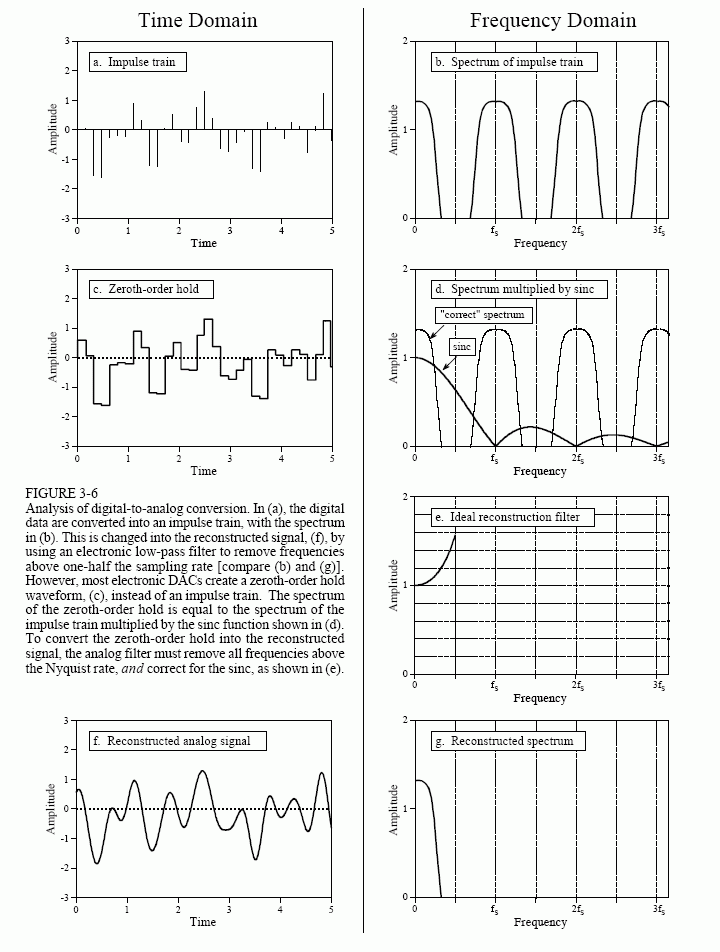 Time Domain
Frequency Domain
3
2
1
0
-1
-2
-3
Amplitude
a. Impulse train
0
1
2
3
4
5
Time
2
1
0
Amplitude
b. Spectrum of impulse train
0
fs
2fs
3fs
Frequency
3
2
1
0
-1
-2
-3
Amplitude
c. Zeroth-order hold
0
1
2
3
4
5
Time
2
1
0
Amplitude
d. Spectrum multiplied by sinc
"correct" spectrum
sinc
0
fs
2fs
3fs
Frequency
FIGURE 3-6
Analysis of digital-to-analog conversion. In (a), the digital
data are converted into an impulse train, with the spectrum
in (b). This is changed into the reconstructed signal, (f), by
using an electronic low-pass filter to remove frequencies
above one-half the sampling rate [compare (b) and (g)].
However, most electronic DACs create a zeroth-order hold
waveform, (c), instead of an impulse train. The spectrum
of the zeroth-order hold is equal to the spectrum of the
impulse train multiplied by the sinc function shown in (d).
To convert the zeroth-order hold into the reconstructed
signal, the analog filter must remove all frequencies above
the Nyquist rate, and correct for the sinc, as shown in (e).
2
1
0
Amplitude
e. Ideal reconstruction filter
0
fs
2fs
3fs
Frequency
3
2
1
0
-1
-2
-3
Amplitude
f. Reconstructed analog signal
0
1
2
3
4
5
Time
2
1
0
Amplitude
g. Reconstructed spectrum
0
fs
2fs
3fs
Frequency